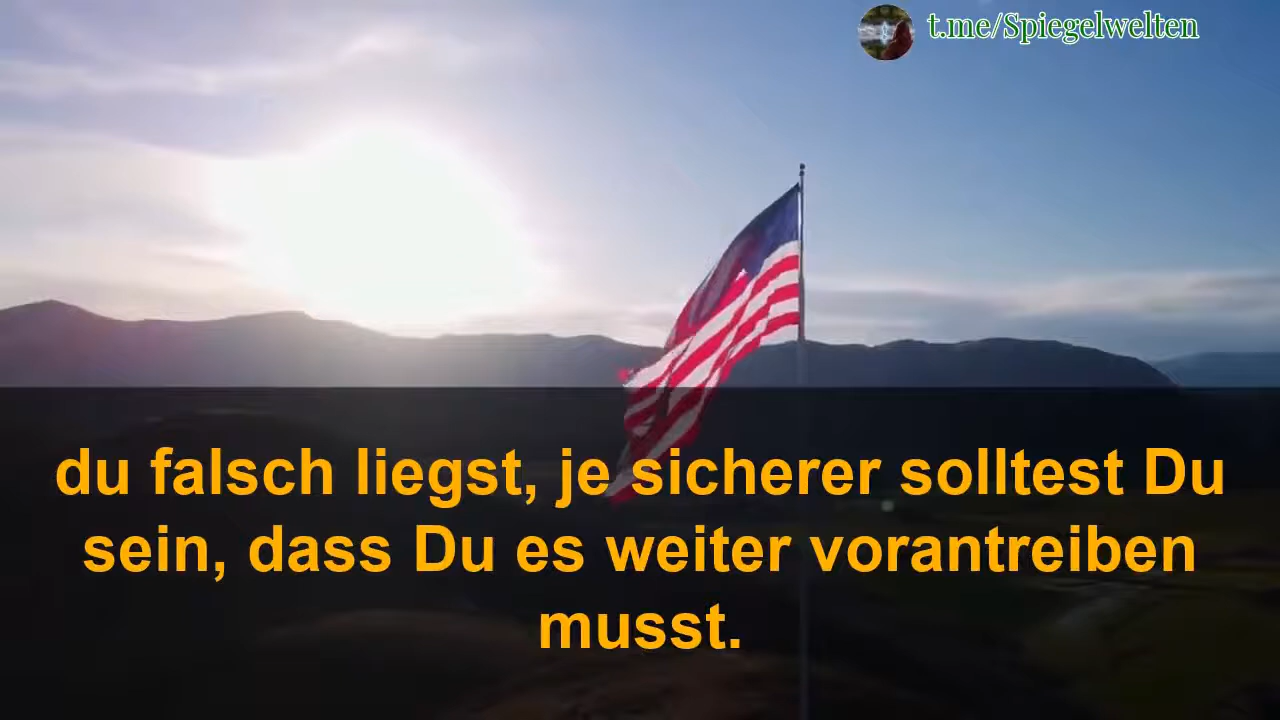 t.me/Spiegelwelten
du falsch liegst, je sicherer solltest Du
sein, dass Du es weiter vorantreiben
musst.